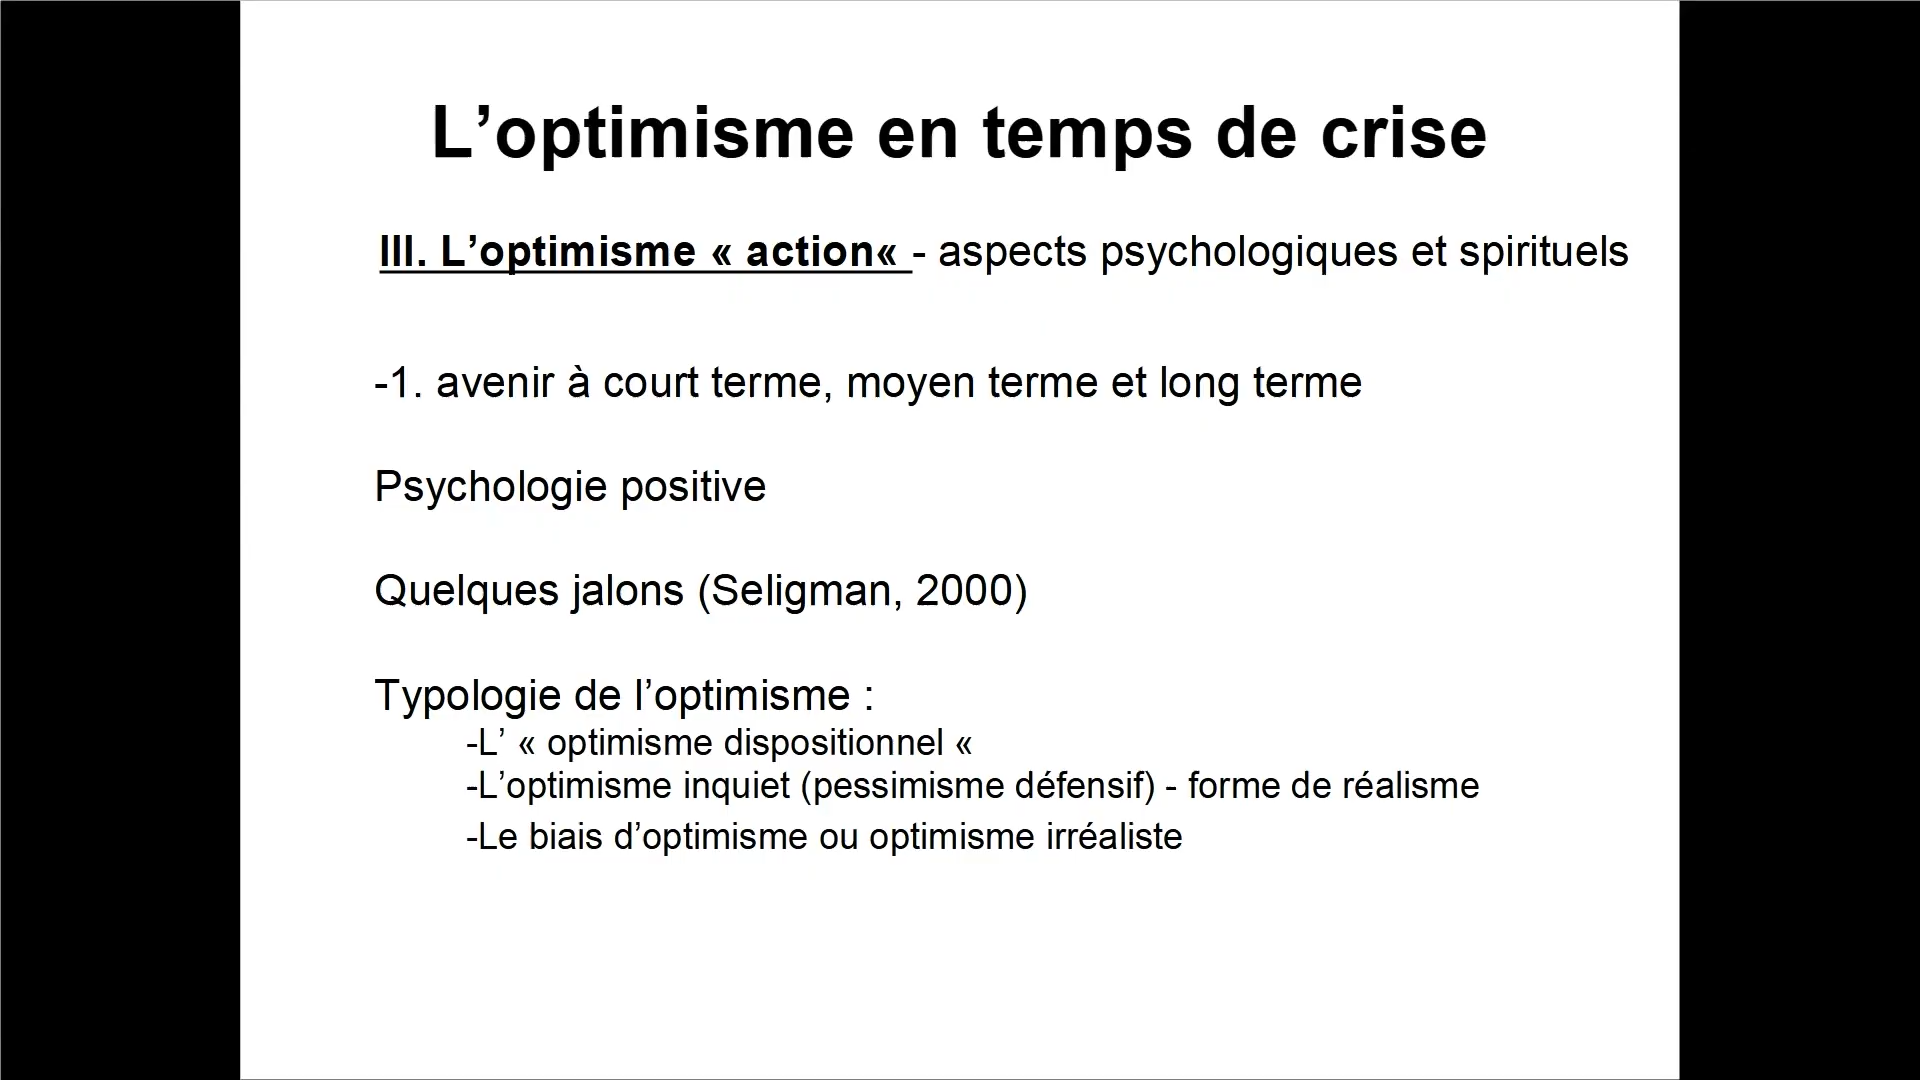 L’optimisme en temps de crise
III. L’optimisme « action« - aspects psychologiques et spirituels
-1. avenir à court terme, moyen terme et long terme
Psychologie positive
Quelques jalons (Seligman, 2000)
Typologie de l’optimisme :
-L’ « optimisme dispositionnel «
-L’optimisme inquiet (pessimisme défensif) - forme de réalisme
-Le biais d’optimisme ou optimisme irréaliste